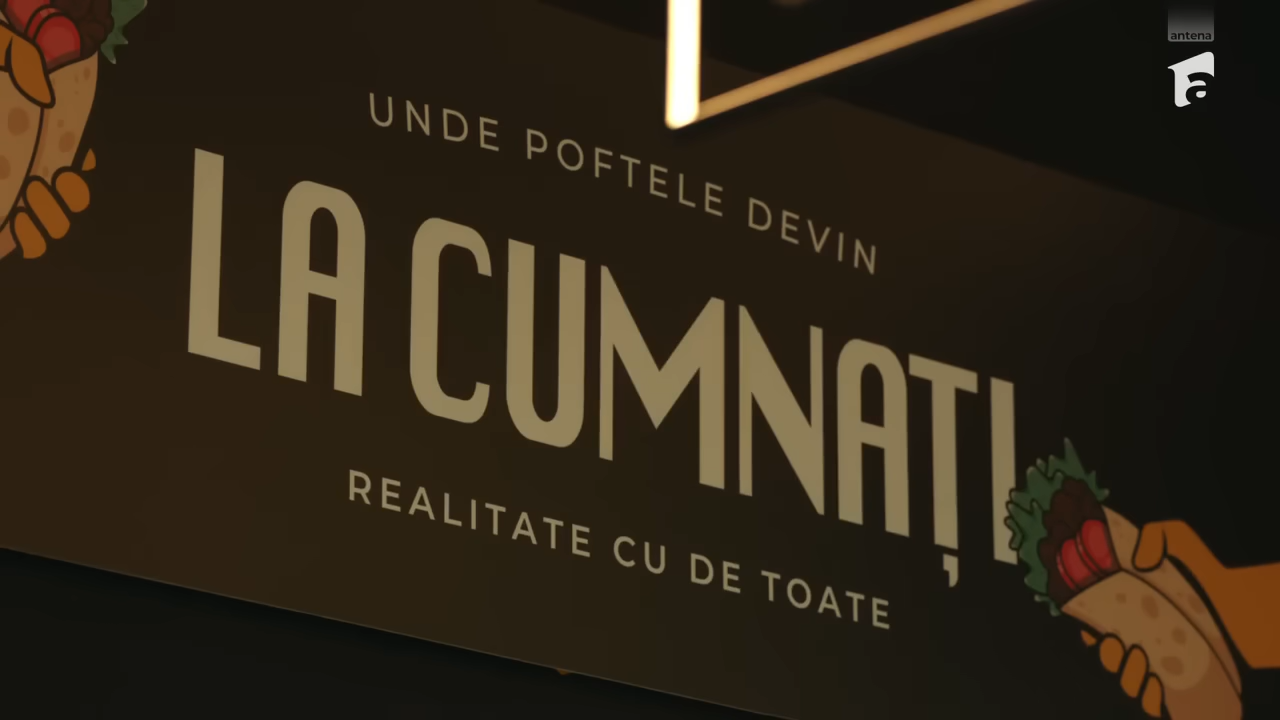 antena
UNDE POFTELE DEVIN
LA CUMNAȚI
REALITATE CU DE TOATE